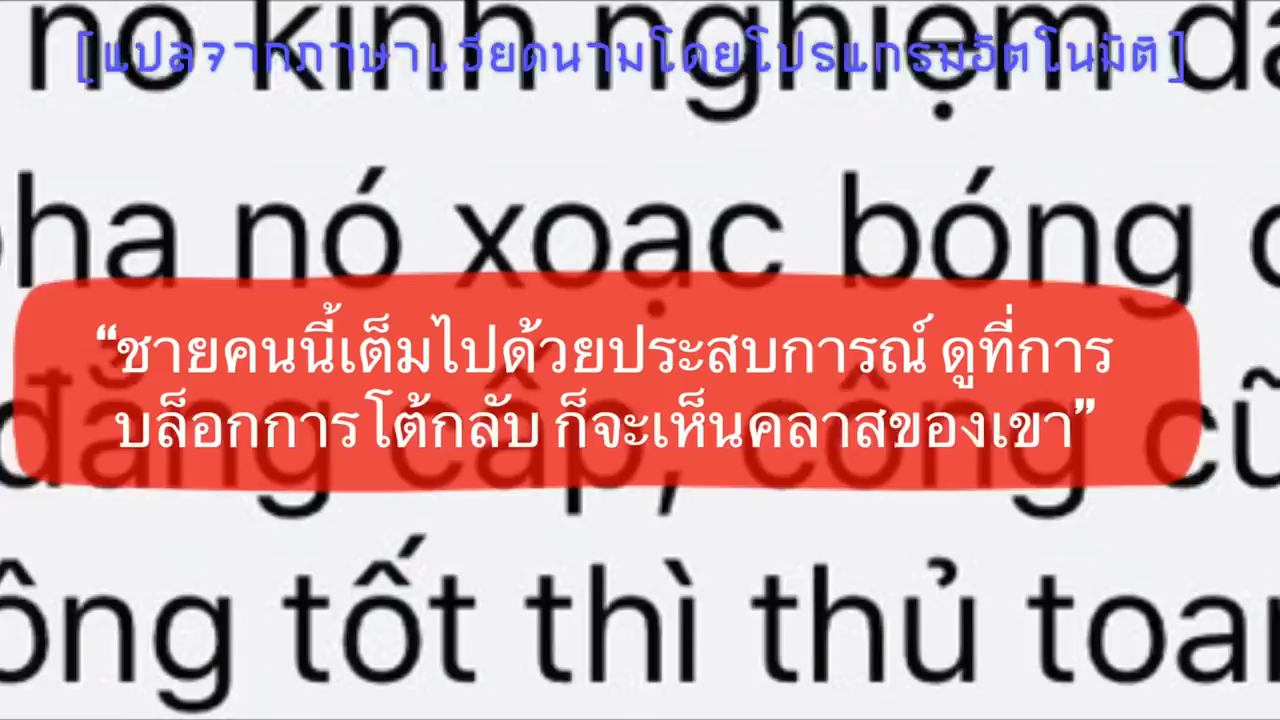 nó kinh nghiệm
[แปลจากภาษาเวียดนามโดยโปรแกรมอัตโนมัติ]
pha nó xoạc bóng
“ชายคนนี้เต็มไปด้วยประสบการณ์ ดูที่การ
บล็อกการโต้กลับ ก็จะเห็นคลาสของเขา”
đẳng cấp, công
tốt thì thủ